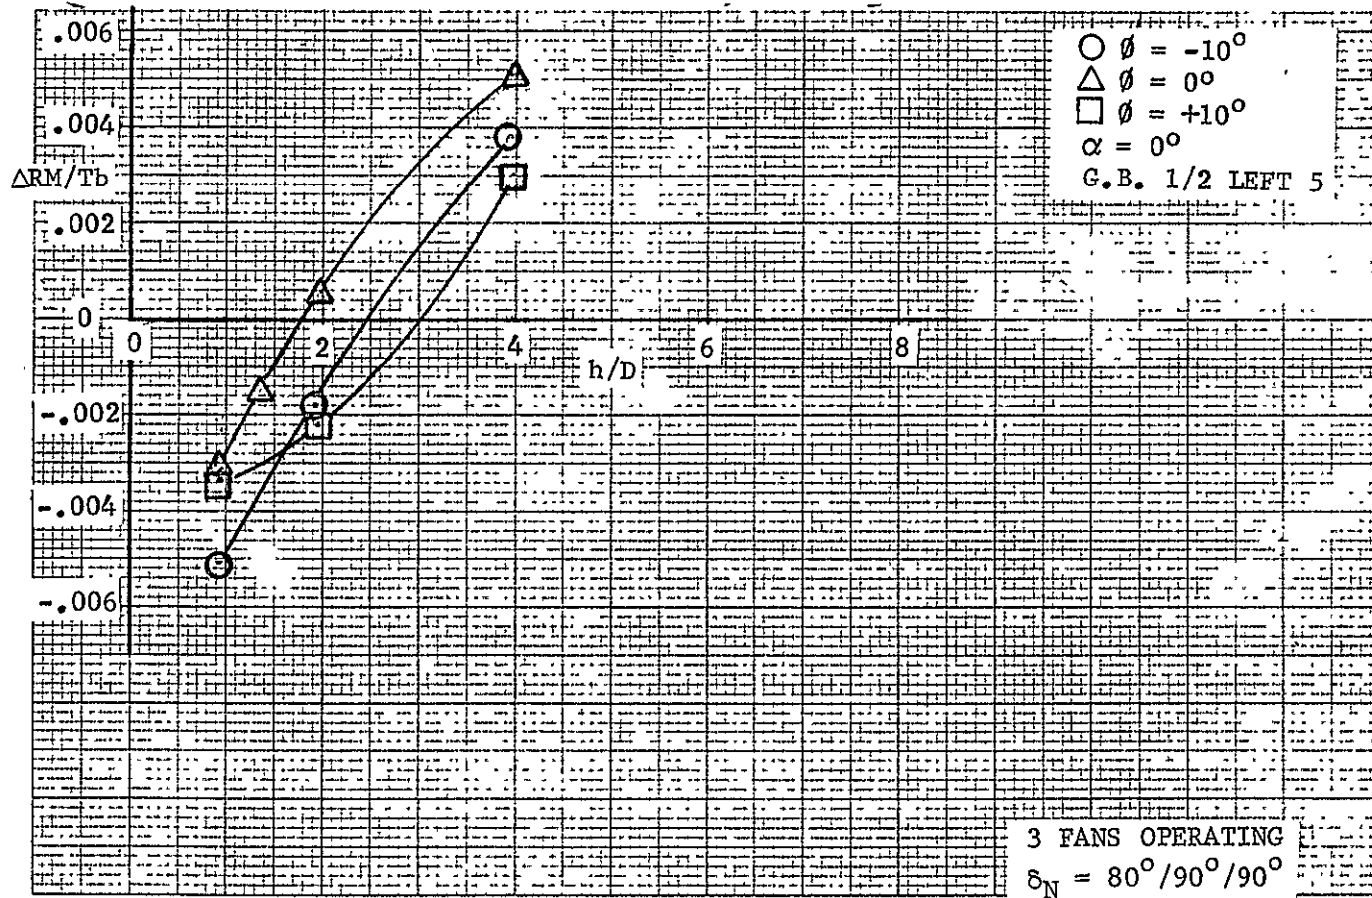 .006
.004
ΔRM/Tb
.002
0
-.002
-.004
-.006
0
2
4
6
8
h/D
Ø = -10°
Ø = 0°
Ø = +10°
α = 0°
G.B. 1/2 LEFT 5
3 FANS OPERATING
δN = 80°/90°/90°